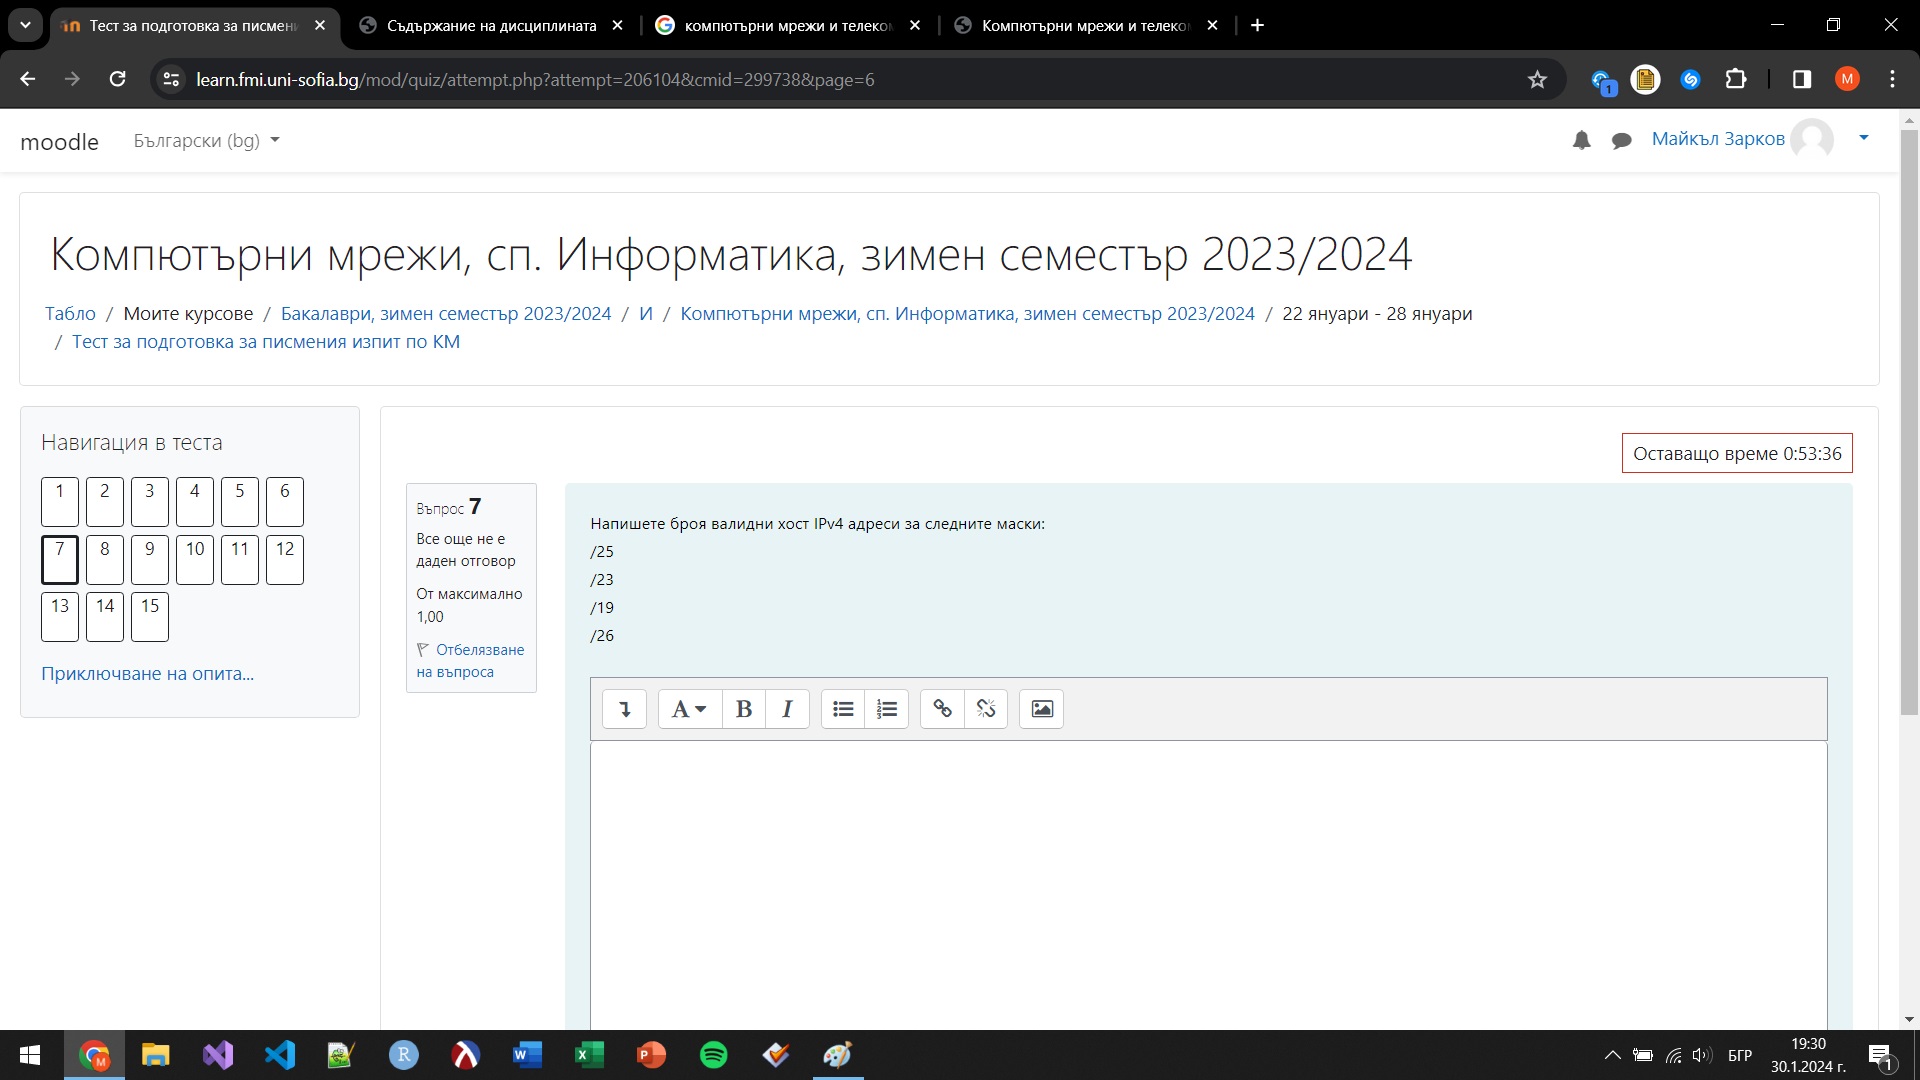 Тест за подготовка за писмен
Съдържание на дисциплината
компютърни мрежи и телеко
Компютърни мрежи и телеко
learn.fmi.uni-sofia.bg/mod/quiz/attempt.php?attempt=206104&cmid=299738&page=6
1
M
moodle
Български (bg)
Майкъл Зарков
Компютърни мрежи, сп. Информатика, зимен семестър 2023/2024
Табло / Моите курсове / Бакалаври, зимен семестър 2023/2024 / И / Компютърни мрежи, сп. Информатика, зимен семестър 2023/2024 / 22 януари - 28 януари
/ Тест за подготовка за писмения изпит по КМ
Навигация в теста
1 2 3 4 5 6
7 8 9 10 11 12
13 14 15
Приключване на опита...
Оставащо време 0:53:36
Въпрос 7
Все още не е
даден отговор
От максимално
1,00
Отбелязване
на въпроса
Напишете броя валидни хост IPv4 адреси за следните маски:
/25
/23
/19
/26
A B I
БГР
19:30
30.1.2024 г.
1